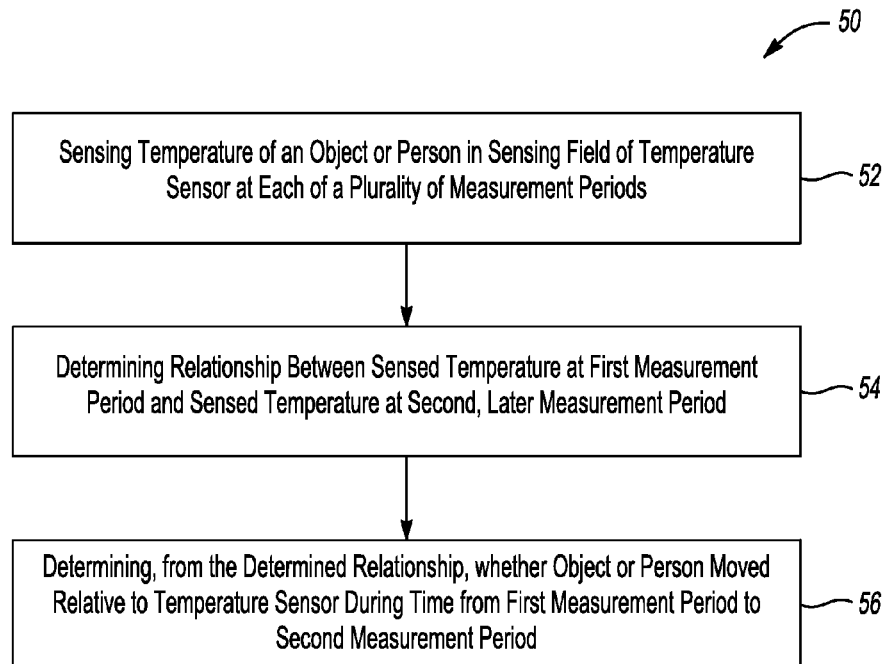 50
Sensing Temperature of an Object or Person in Sensing Field of Temperature
Sensor at Each of a Plurality of Measurement Periods
52
Determining Relationship Between Sensed Temperature at First Measurement
Period and Sensed Temperature at Second, Later Measurement Period
54
Determining, from the Determined Relationship, whether Object or Person Moved
Relative to Temperature Sensor During Time from First Measurement Period to
Second Measurement Period
56